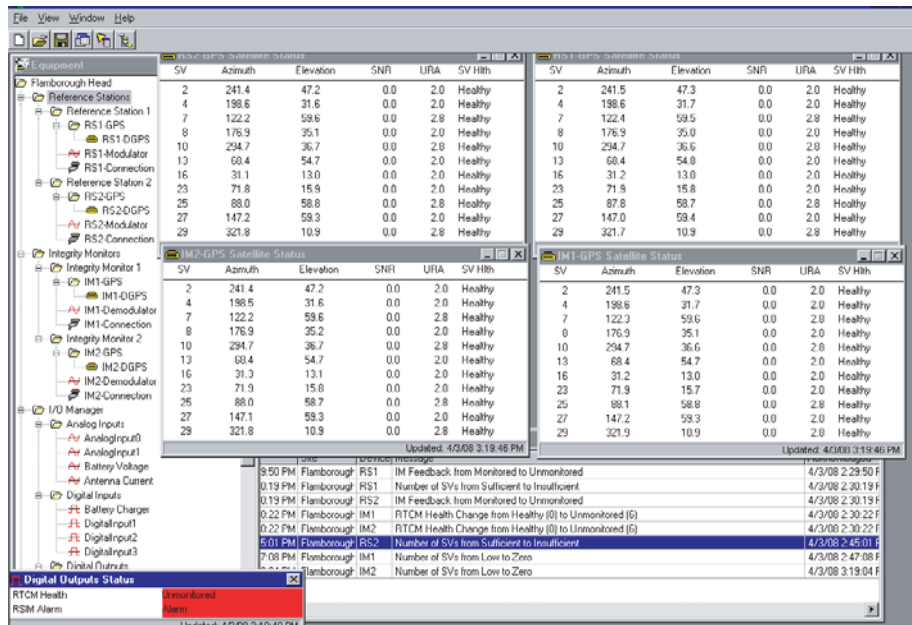 File View Window Help
Equipment
Flamborough Head
Reference Stations
Reference Station 1
RS1-GPS
RS1-DGPS
RS1-Modulator
RS1-Connection
Reference Station 2
RS2-GPS
RS2-DGPS
RS2-Modulator
RS2-Connection
Integrity Monitors
Integrity Monitor 1
IM1-GPS
IM1-DGPS
IM1-Demodulator
IM1-Connection
Integrity Monitor 2
IM2-GPS
IM2-DGPS
IM2-Demodulator
IM2-Connection
I/O Manager
Analog Inputs
AnalogInput0
AnalogInput1
Battery Voltage
Antenna Current
Digital Inputs
Battery Charger
DigitalInput1
DigitalInput2
DigitalInput3
Digital Outputs
RS2-GPS Satellite Status
SV Azimuth Elevation SNR URA SV Hlth
2 241.4 47.2 0.0 2.0 Healthy
4 198.6 31.6 0.0 2.0 Healthy
7 122.2 59.6 0.0 2.8 Healthy
8 176.9 35.1 0.0 2.0 Healthy
10 294.7 36.7 0.0 2.8 Healthy
13 68.4 54.7 0.0 2.0 Healthy
16 31.1 13.0 0.0 2.0 Healthy
23 71.8 15.9 0.0 2.0 Healthy
25 88.0 58.8 0.0 2.8 Healthy
27 147.2 59.3 0.0 2.0 Healthy
29 321.8 10.9 0.0 2.8 Healthy
RS1-GPS Satellite Status
SV Azimuth Elevation SNR URA SV Hlth
2 241.5 47.3 0.0 2.0 Healthy
4 198.6 31.7 0.0 2.0 Healthy
7 122.4 59.5 0.0 2.8 Healthy
8 176.9 35.0 0.0 2.0 Healthy
10 294.7 36.6 0.0 2.8 Healthy
13 68.4 54.8 0.0 2.0 Healthy
16 31.2 13.0 0.0 2.0 Healthy
23 71.9 15.8 0.0 2.0 Healthy
25 87.8 58.7 0.0 2.8 Healthy
27 147.0 59.4 0.0 2.0 Healthy
29 321.7 10.9 0.0 2.8 Healthy
IM2-GPS Satellite Status
SV Azimuth Elevation SNR URA SV Hlth
2 241.4 47.2 0.0 2.0 Healthy
4 198.5 31.6 0.0 2.0 Healthy
7 122.2 59.6 0.0 2.8 Healthy
8 176.9 35.2 0.0 2.0 Healthy
10 294.7 36.7 0.0 2.8 Healthy
13 68.4 54.7 0.0 2.0 Healthy
16 31.3 13.1 0.0 2.0 Healthy
23 71.9 15.8 0.0 2.0 Healthy
25 88.0 58.7 0.0 2.8 Healthy
27 147.1 59.3 0.0 2.0 Healthy
29 321.8 10.9 0.0 2.8 Healthy
Updated: 4/3/08 3:19:46 PM
IM1-GPS Satellite Status
SV Azimuth Elevation SNR URA SV Hlth
2 241.5 47.3 0.0 2.0 Healthy
4 198.6 31.7 0.0 2.0 Healthy
7 122.3 59.6 0.0 2.8 Healthy
8 176.9 35.1 0.0 2.0 Healthy
10 294.7 36.6 0.0 2.8 Healthy
13 68.4 54.7 0.0 2.0 Healthy
16 31.2 13.0 0.0 2.0 Healthy
23 71.9 15.7 0.0 2.0 Healthy
25 88.1 58.8 0.0 2.8 Healthy
27 147.2 59.3 0.0 2.0 Healthy
29 321.9 10.9 0.0 2.8 Healthy
Updated: 4/3/08 3:19:46 PM
Site Device Message
9:50 PM Flamborough RS1 IM Feedback from Monitored to Unmonitored 4/3/08 2:29:50 P
0:19 PM Flamborough RS1 Number of SVs from Sufficient to Insufficient 4/3/08 2:30:19 P
0:19 PM Flamborough RS2 IM Feedback from Monitored to Unmonitored 4/3/08 2:30:19 P
0:22 PM Flamborough IM1 RTCM Health Change from Healthy (0) to Unmonitored (6) 4/3/08 2:30:22 P
0:22 PM Flamborough IM2 RTCM Health Change from Healthy (0) to Unmonitored (6) 4/3/08 2:30:22 P
5:01 PM Flamborough RS2 Number of SVs from Sufficient to Insufficient 4/3/08 2:45:01 P
7:08 PM Flamborough IM1 Number of SVs from Low to Zero 4/3/08 2:47:08 P
Flamborough IM2 Number of SVs from Low to Zero 4/3/08 3:19:04 P
Digital Outputs Status
RTCM Health Unmonitored
RSIM Alarm Alarm